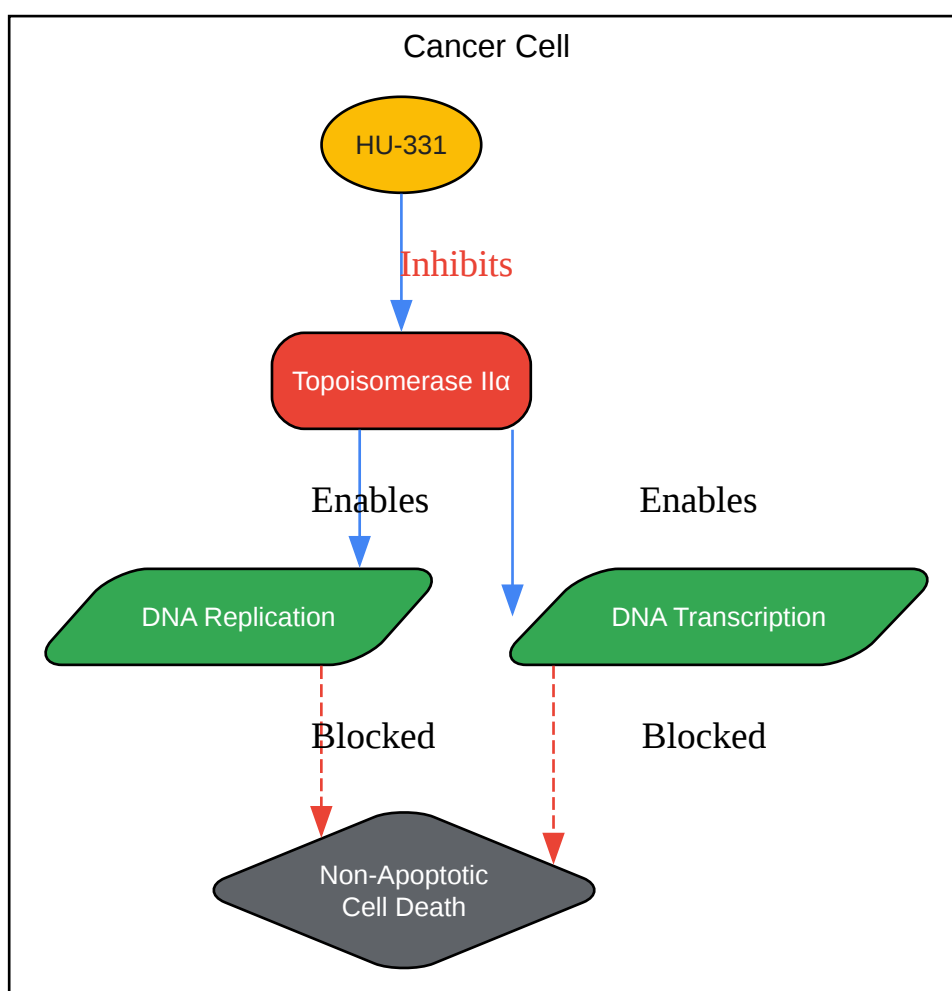 Cancer Cell
HU-331
Inhibits
Topoisomerase IIα
Enables
Enables
DNA Replication
DNA Transcription
Blocked
Blocked
Non-Apoptotic
Cell Death